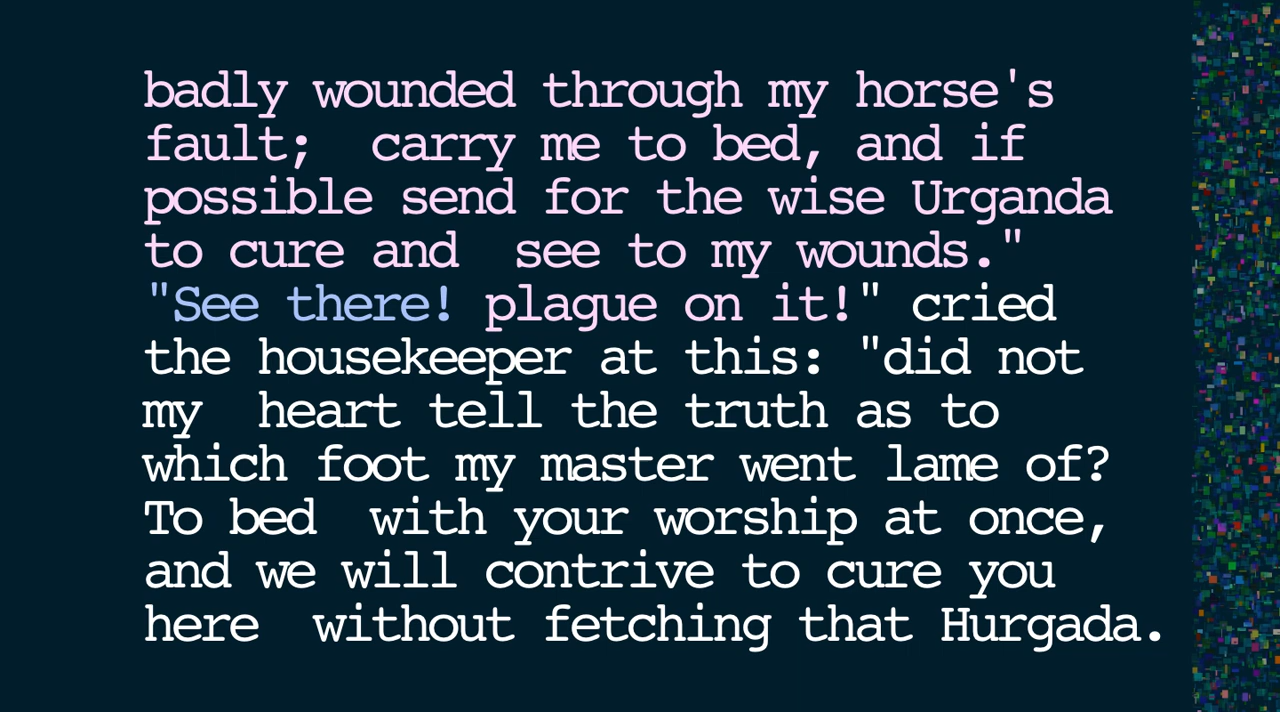 badly wounded through my horse's
fault;  carry me to bed, and if
possible send for the wise Urganda
to cure and  see to my wounds."
"See there! plague on it!" cried
the housekeeper at this: "did not
my  heart tell the truth as to
which foot my master went lame of?
To bed  with your worship at once,
and we will contrive to cure you
here  without fetching that Hurgada.